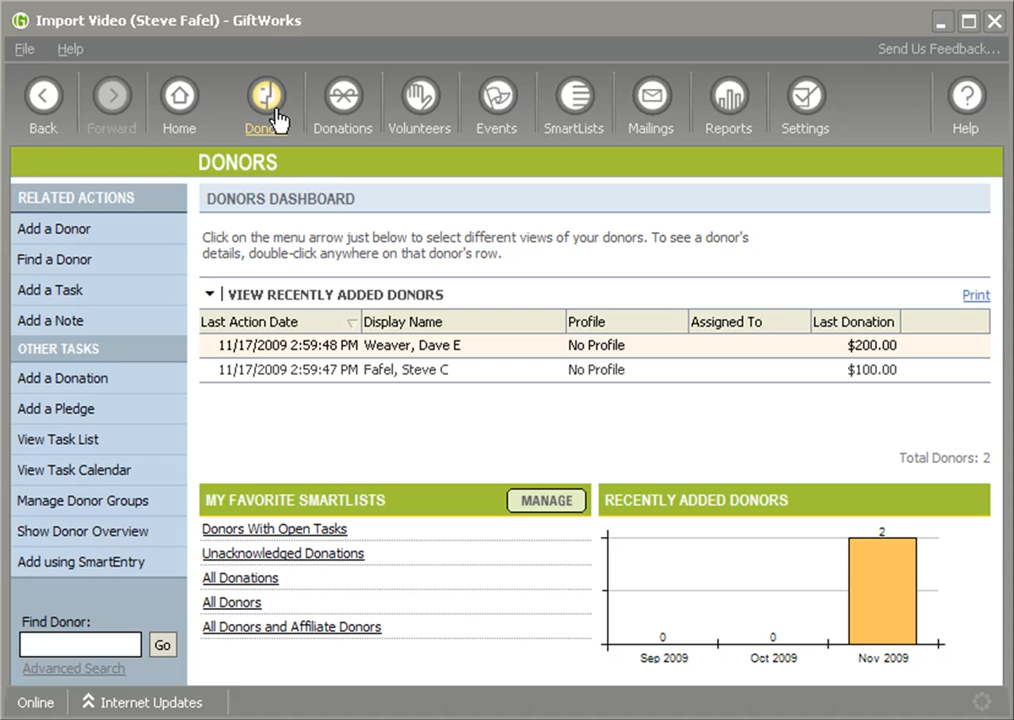 Import Video (Steve Fafel) - GiftWorks
File Help Send Us Feedback...
Back Forward Home Donations Volunteers Events SmartLists Mailings Reports Settings Help
DONORS
RELATED ACTIONS
Add a Donor
Find a Donor
Add a Task
Add a Note
OTHER TASKS
Add a Donation
Add a Pledge
View Task List
View Task Calendar
Manage Donor Groups
Show Donor Overview
Add using SmartEntry
Find Donor:
Go
Advanced Search
DONORS DASHBOARD
Click on the menu arrow just below to select different views of your donors. To see a donor's
details, double-click anywhere on that donor's row.
VIEW RECENTLY ADDED DONORS Print
Last Action Date Display Name Profile Assigned To Last Donation
11/17/2009 2:59:48 PM Weaver, Dave E No Profile $200.00
11/17/2009 2:59:47 PM Fafel, Steve C No Profile $100.00
Total Donors: 2
MY FAVORITE SMARTLISTS MANAGE
Donors With Open Tasks
Unacknowledged Donations
All Donations
All Donors
All Donors and Affiliate Donors
RECENTLY ADDED DONORS
2
0 0
Sep 2009 Oct 2009 Nov 2009
Online Internet Updates